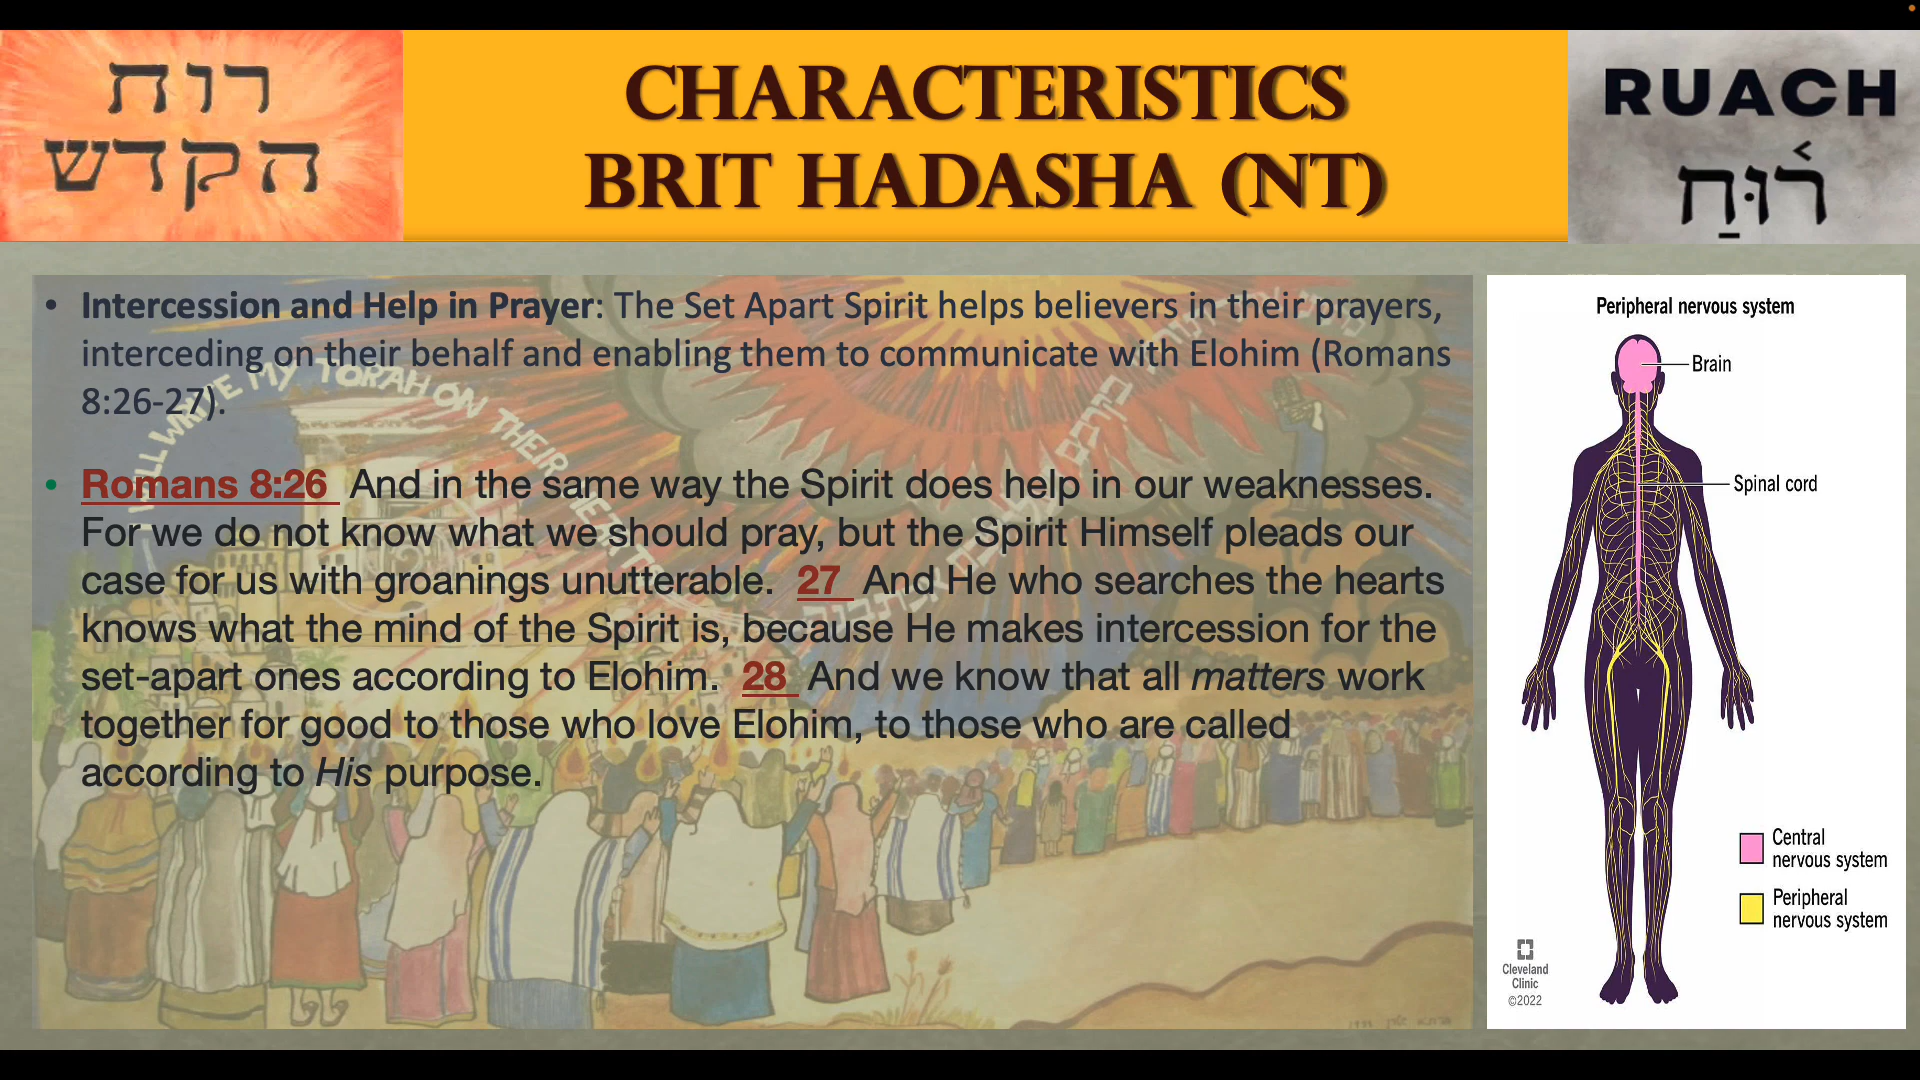 רוח
הקדש
CHARACTERISTICS
BRIT HADASHA (NT)
RUACH
ר֫וּחַ
• Intercession and Help in Prayer: The Set Apart Spirit helps believers in their prayers,
interceding on their behalf and enabling them to communicate with Elohim (Romans
8:26-27).
• Romans 8:26 And in the same way the Spirit does help in our weaknesses.
For we do not know what we should pray, but the Spirit Himself pleads our
case for us with groanings unutterable. 27 And He who searches the hearts
knows what the mind of the Spirit is, because He makes intercession for the
set-apart ones according to Elohim. 28 And we know that all matters work
together for good to those who love Elohim, to those who are called
according to His purpose.
WRITE MY TORAH ON THEIR
Peripheral nervous system
Brain
Spinal cord
Central
nervous system
Peripheral
nervous system
Cleveland
Clinic
©2022